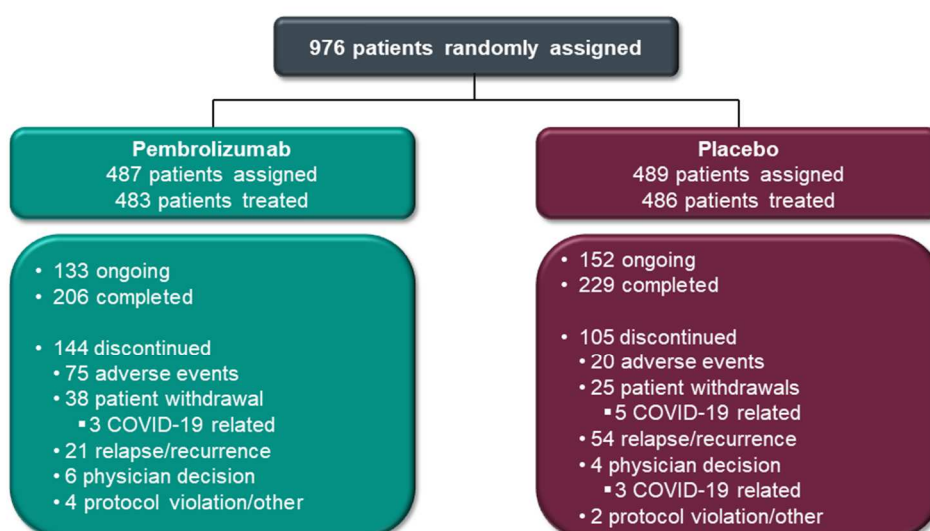 976 patients randomly assigned
Pembrolizumab
487 patients assigned
483 patients treated
• 133 ongoing
• 206 completed
• 144 discontinued
• 75 adverse events
• 38 patient withdrawal
▪ 3 COVID-19 related
• 21 relapse/recurrence
• 6 physician decision
• 4 protocol violation/other
Placebo
489 patients assigned
486 patients treated
• 152 ongoing
• 229 completed
• 105 discontinued
• 20 adverse events
• 25 patient withdrawals
▪ 5 COVID-19 related
• 54 relapse/recurrence
• 4 physician decision
▪ 3 COVID-19 related
• 2 protocol violation/other